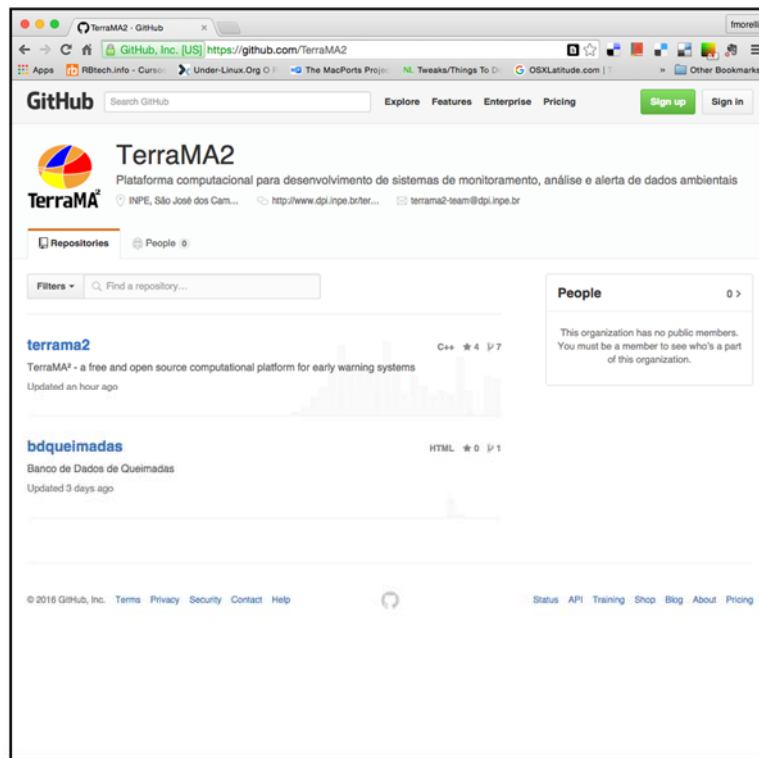 TerraMA2 - GitHub
fmorelli
GitHub, Inc. [US] https://github.com/TerraMA2
Apps RBtech.info - Cursos Under-Linux.Org O The MacPorts Projec NL Tweaks/Things To Do G OSXLatitude.com | » Other Bookmarks
GitHub Search GitHub Explore Features Enterprise Pricing Sign up Sign in
TerraMA2
Plataforma computacional para desenvolvimento de sistemas de monitoramento, análise e alerta de dados ambientais
TerraMA²
INPE, São José dos Cam... http://www.dpi.inpe.br/ter... terrama2-team@dpi.inpe.br
Repositories People 0
Filters Find a repository...
People 0 >
This organization has no public members.
You must be a member to see who's a part
of this organization.
terrama2 C++ 4 7
TerraMA² - a free and open source computational platform for early warning systems
Updated an hour ago
bdqueimadas HTML 0 1
Banco de Dados de Queimadas
Updated 3 days ago
© 2016 GitHub, Inc. Terms Privacy Security Contact Help Status API Training Shop Blog About Pricing